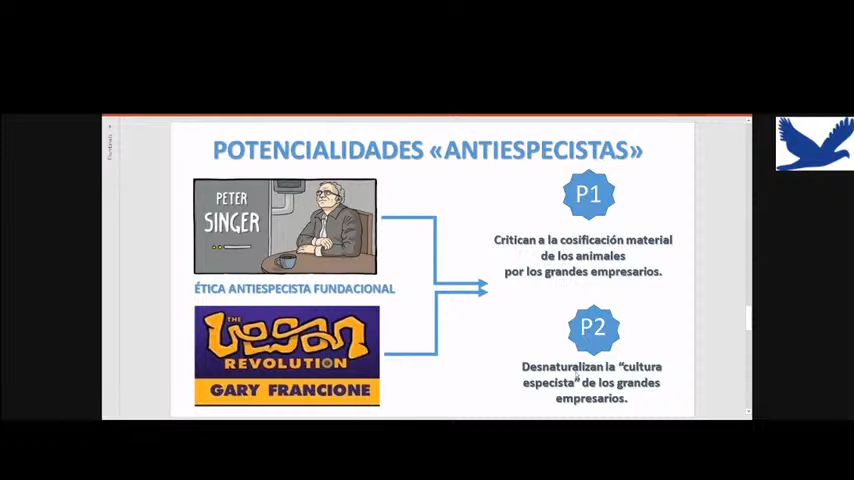 POTENCIALIDADES «ANTIESPECISTAS»
PETER
SINGER
ÉTICA ANTIESPECISTA FUNDACIONAL
THE
VEGAN
REVOLUTION
GARY FRANCIONE
P1
Critican a la cosificación material
de los animales
por los grandes empresarios.
P2
Desnaturalizan la “cultura
especista” de los grandes
empresarios.